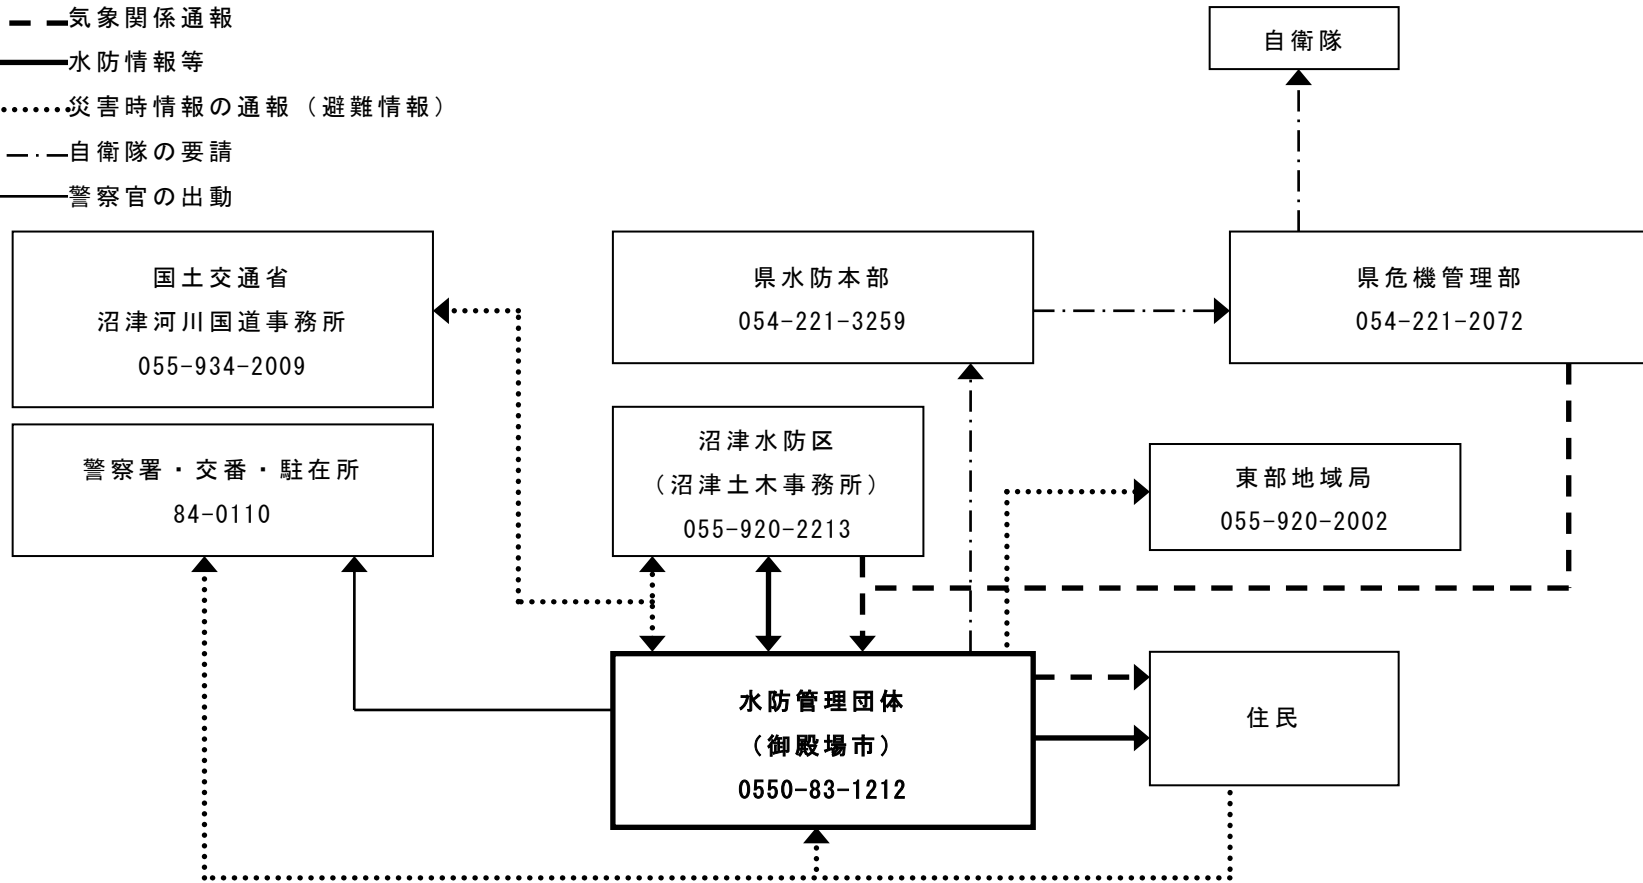 気象関係通報
水防情報等
災害時情報の通報（避難情報）
自衛隊の要請
警察官の出動
自衛隊
国土交通省
沼津河川国道事務所
055-934-2009
県水防本部
054-221-3259
県危機管理部
054-221-2072
警察署・交番・駐在所
84-0110
沼津水防区
（沼津土木事務所）
055-920-2213
東部地域局
055-920-2002
水防管理団体
（御殿場市）
0550-83-1212
住民